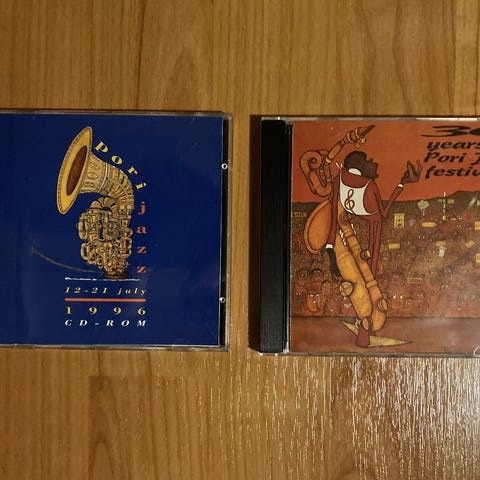 Pori
jazz
12-21 july
1996
CD-ROM
30
years
Pori J
festiv